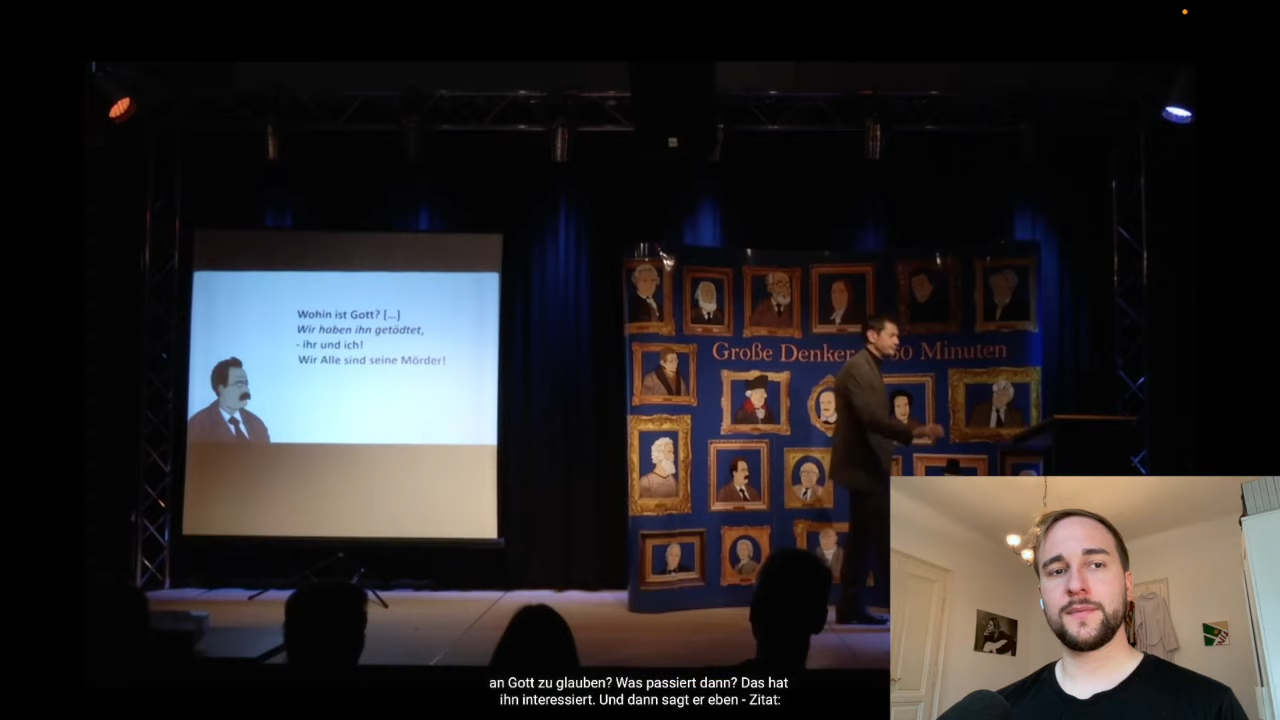 Wohin ist Gott? [...]
Wir haben ihn getödtet,
- ihr und ich!
Wir Alle sind seine Mörder!
Große Denker 60 Minuten
an Gott zu glauben? Was passiert dann? Das hat
ihn interessiert. Und dann sagt er eben - Zitat: